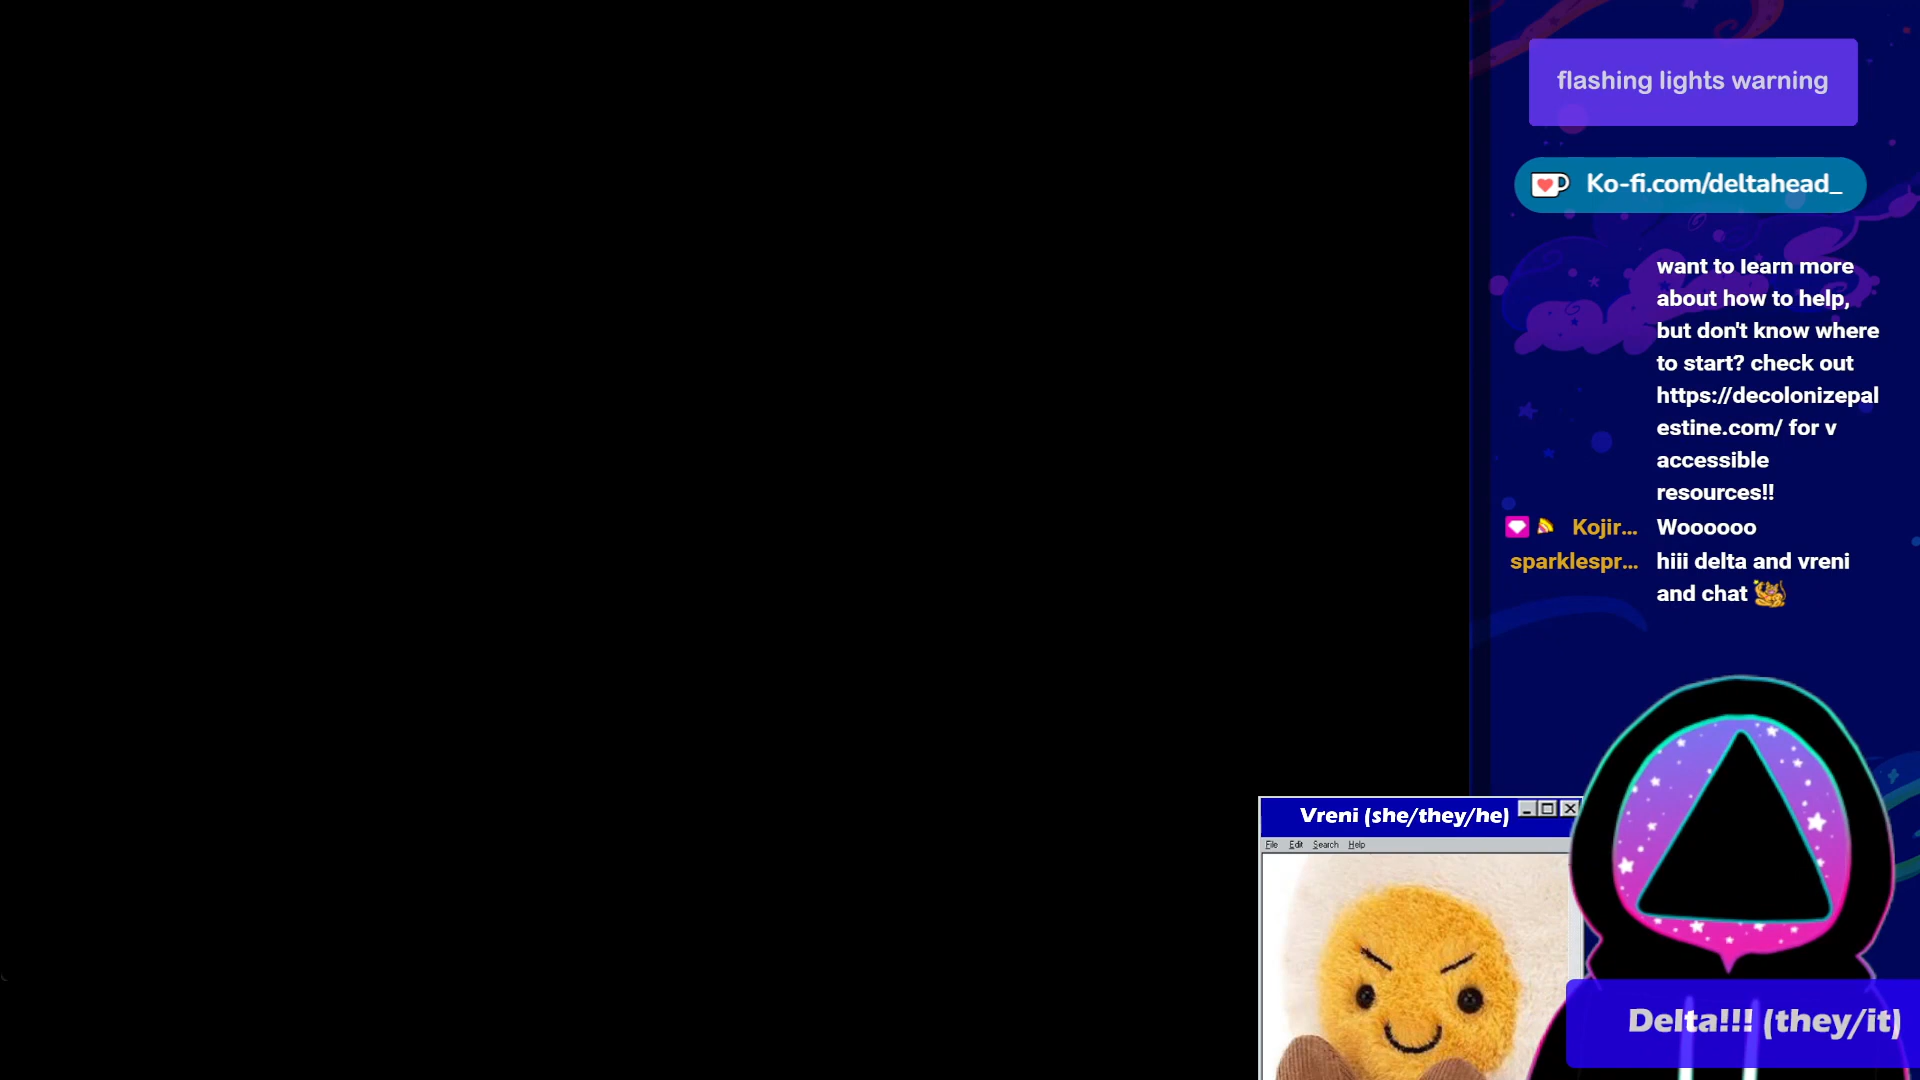 flashing lights warning
Ko-fi.com/deltahead_
want to learn more
about how to help,
but don't know where
to start? check out
https://decolonizepal
estine.com/ for v
accessible
resources!!
Kojir... Woooooo
sparklespr... hiii delta and vreni
and chat
Vreni (she/they/he)
File Edit Search Help
Delta!!! (they/it)